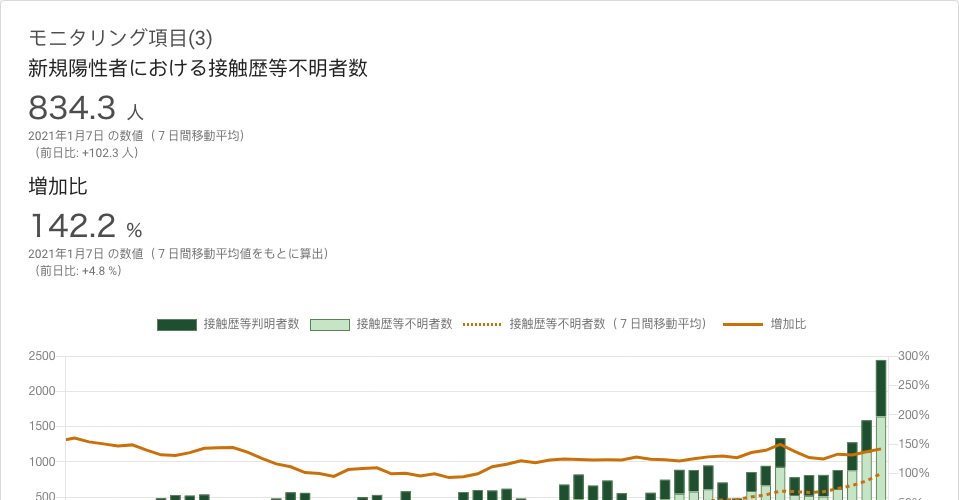 モニタリング項目(3)
新規陽性者における接触歴等不明者数
834.3 人
2021年1月7日 の数値（７日間移動平均）
（前日比: +102.3 人）
増加比
142.2 %
2021年1月7日 の数値（７日間移動平均値をもとに算出）
（前日比: +4.8 %）
接触歴等判明者数 接触歴等不明者数 接触歴等不明者数（７日間移動平均） 増加比
2500 300%
250%
2000
200%
1500
150%
1000
100%
500
50%